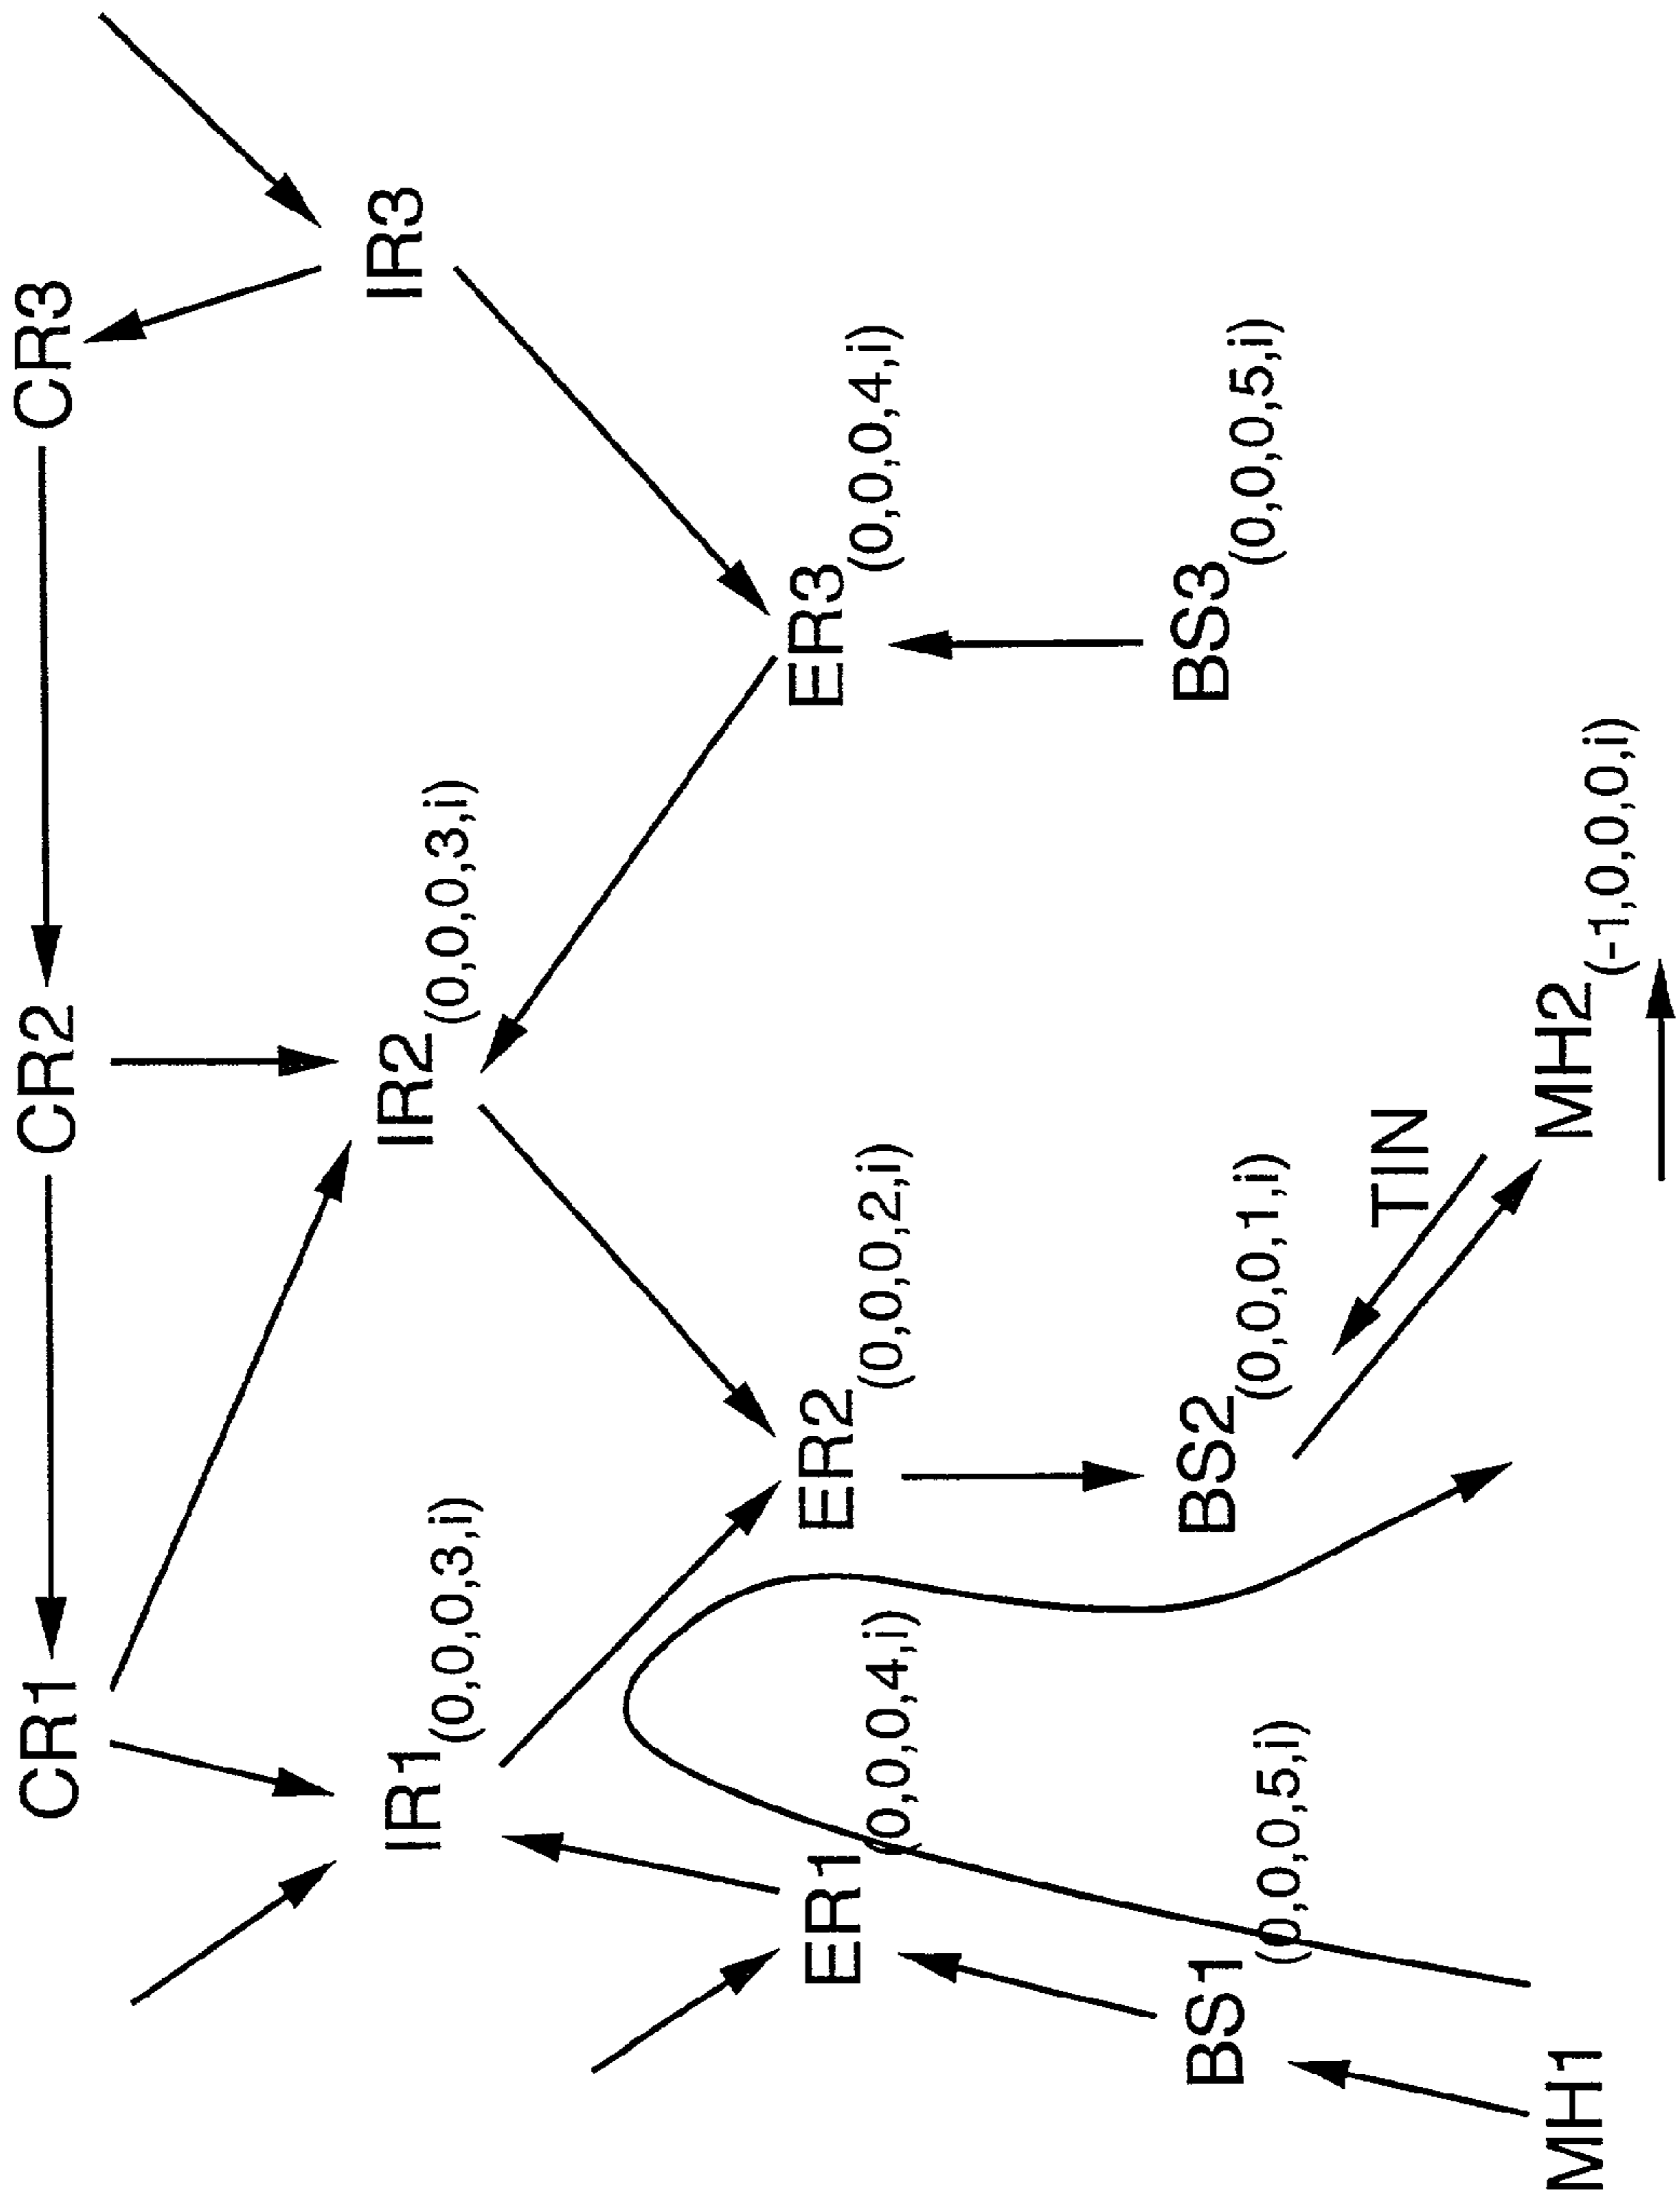 CR1
CR2
CR3
IR1(0,0,0,3,i)
IR2(0,0,0,3,i)
IR3
ER1(0,0,0,4,i)
ER2(0,0,0,2,i)
ER3(0,0,0,4,i)
BS1(0,0,0,5,i)
BS2(0,0,0,1,i)
BS3(0,0,0,5,i)
TIN
MH1
MH2(-1,0,0,0,i)